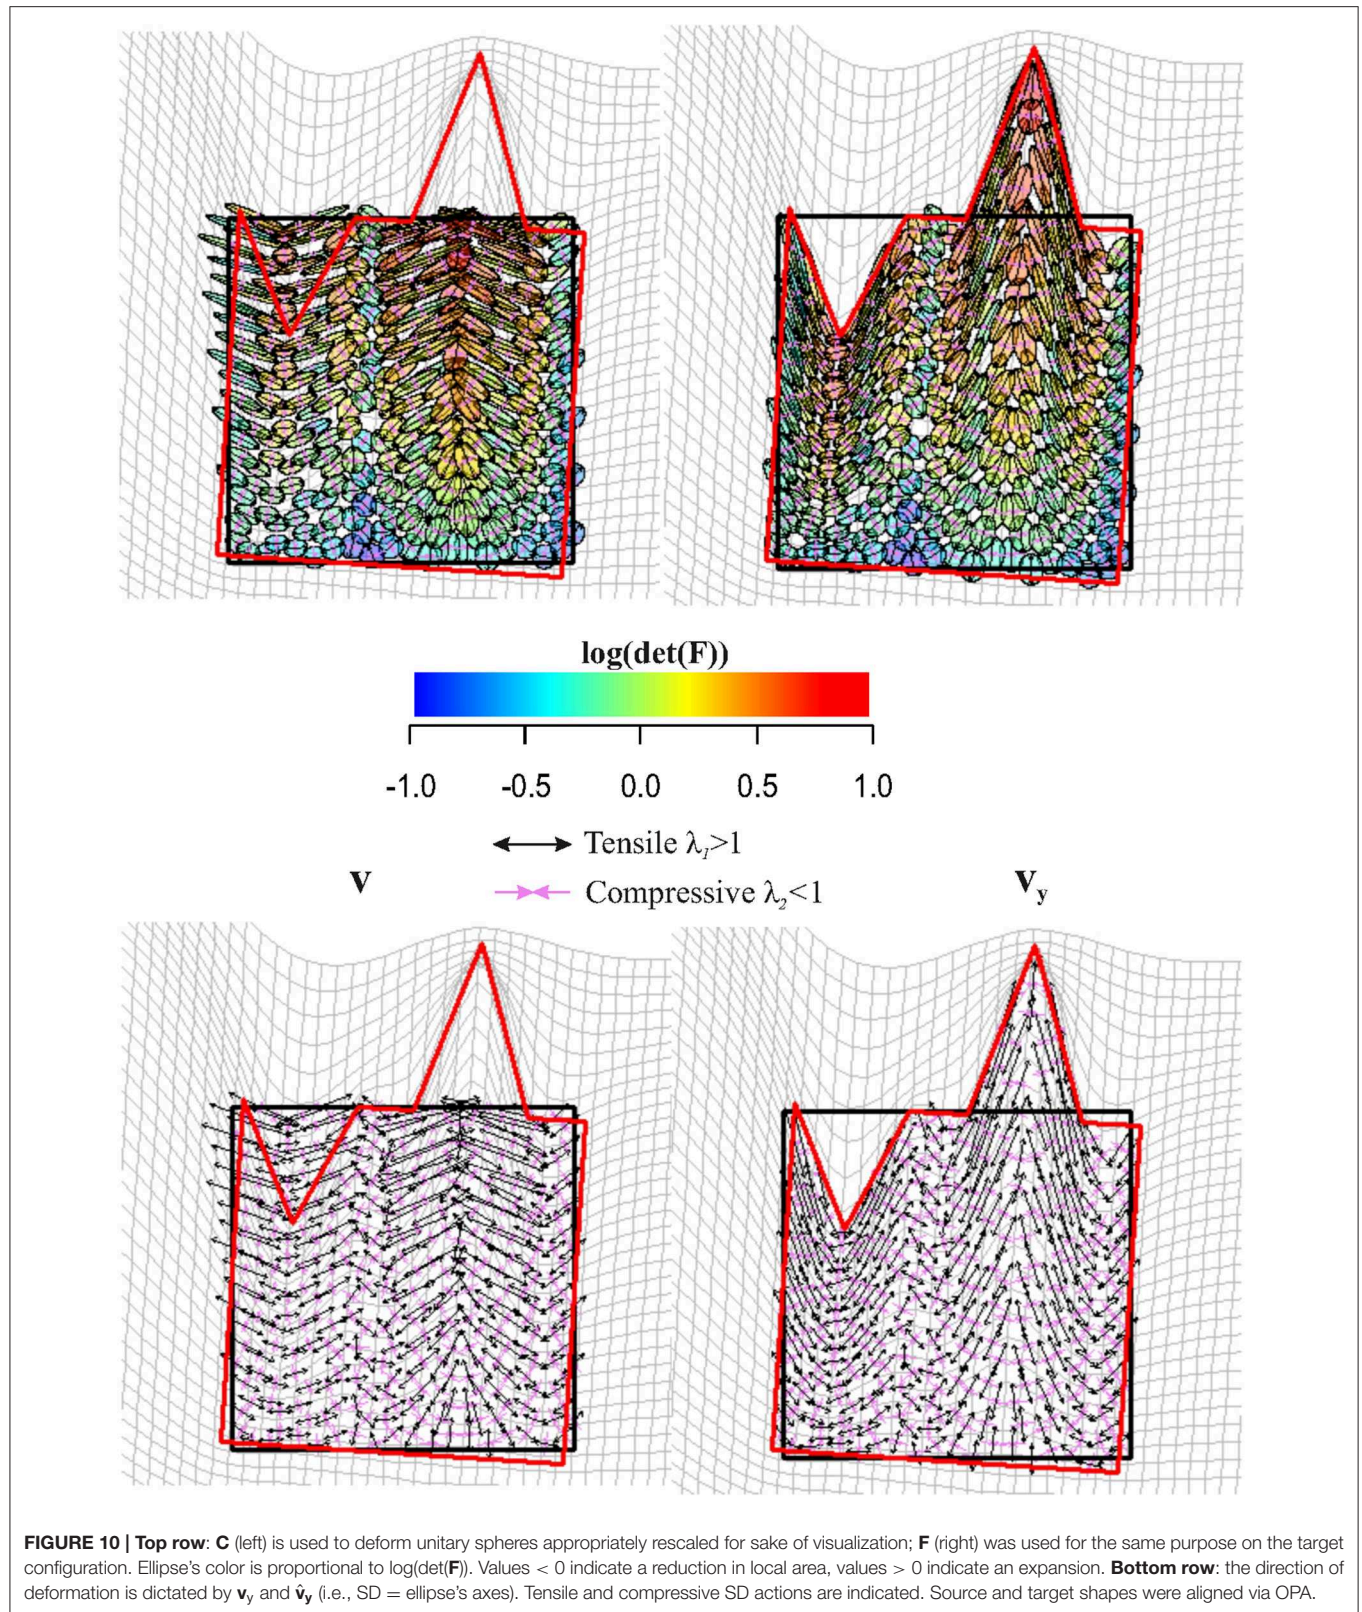 log(det(F))
-1.0 -0.5 0.0 0.5 1.0
Tensile λ₁>1
Compressive λ₂<1
v
v_y
FIGURE 10 | Top row: C (left) is used to deform unitary spheres appropriately rescaled for sake of visualization; F (right) was used for the same purpose on the target
configuration. Ellipse's color is proportional to log(det(F)). Values < 0 indicate a reduction in local area, values > 0 indicate an expansion. Bottom row: the direction of
deformation is dictated by v_y and v̂_y (i.e., SD = ellipse's axes). Tensile and compressive SD actions are indicated. Source and target shapes were aligned via OPA.